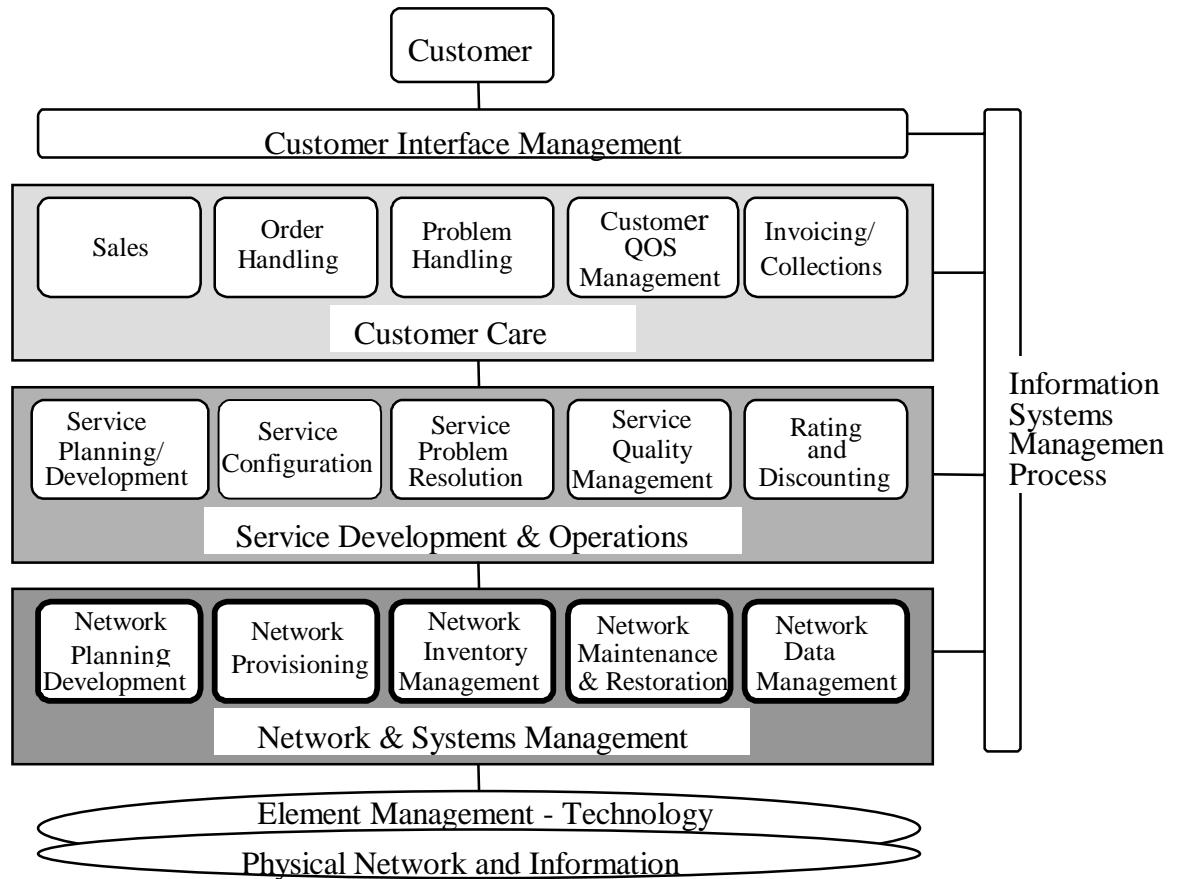 Customer
Customer Interface Management
Sales
Order
Handling
Problem
Handling
Customer
QOS
Management
Invoicing/
Collections
Customer Care
Service
Planning/
Development
Service
Configuration
Service
Problem
Resolution
Service
Quality
Management
Rating
and
Discounting
Service Development & Operations
Network
Planning
Development
Network
Provisioning
Network
Inventory
Management
Network
Maintenance
& Restoration
Network
Data
Management
Network & Systems Management
Information
Systems
Managemen
Process
Element Management - Technology
Physical Network and Information